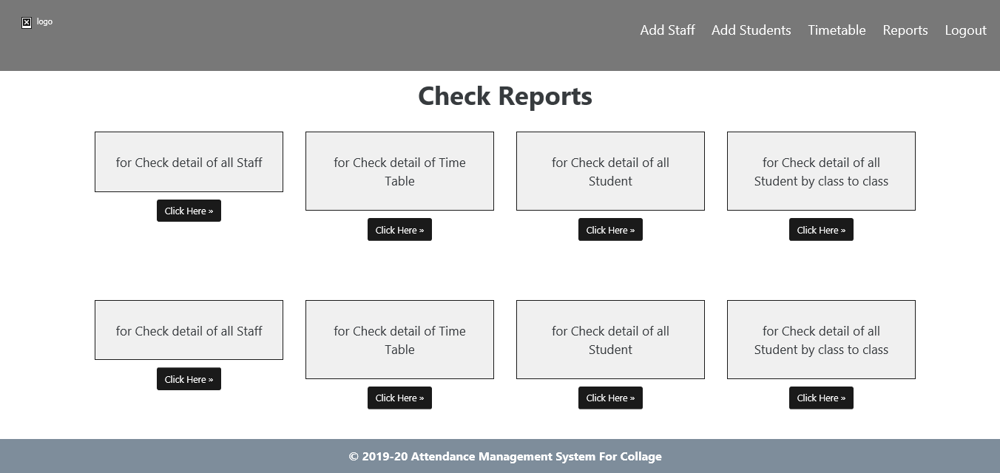 logo
Add Staff Add Students Timetable Reports Logout
Check Reports
for Check detail of all Staff
Click Here »
for Check detail of Time
Table
Click Here »
for Check detail of all
Student
Click Here »
for Check detail of all
Student by class to class
Click Here »
for Check detail of all Staff
Click Here »
for Check detail of Time
Table
Click Here »
for Check detail of all
Student
Click Here »
for Check detail of all
Student by class to class
Click Here »
© 2019-20 Attendance Management System For Collage